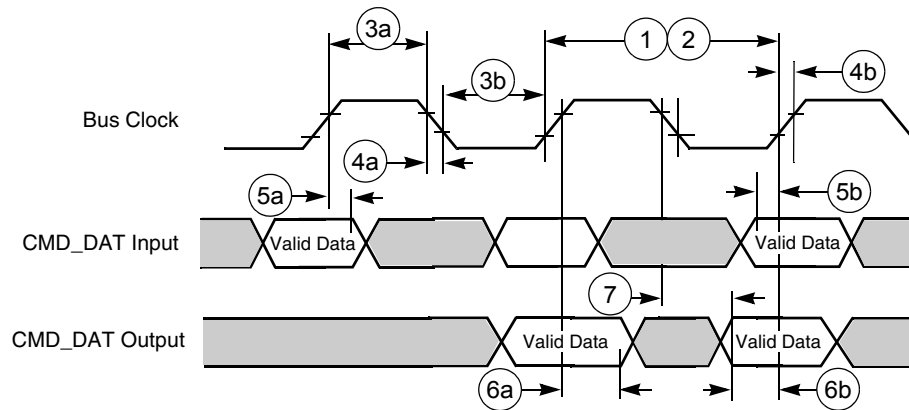 3a
1 2
3b
4b
Bus Clock
4a
5a
5b
CMD_DAT Input
Valid Data
Valid Data
7
CMD_DAT Output
Valid Data
Valid Data
6a
6b